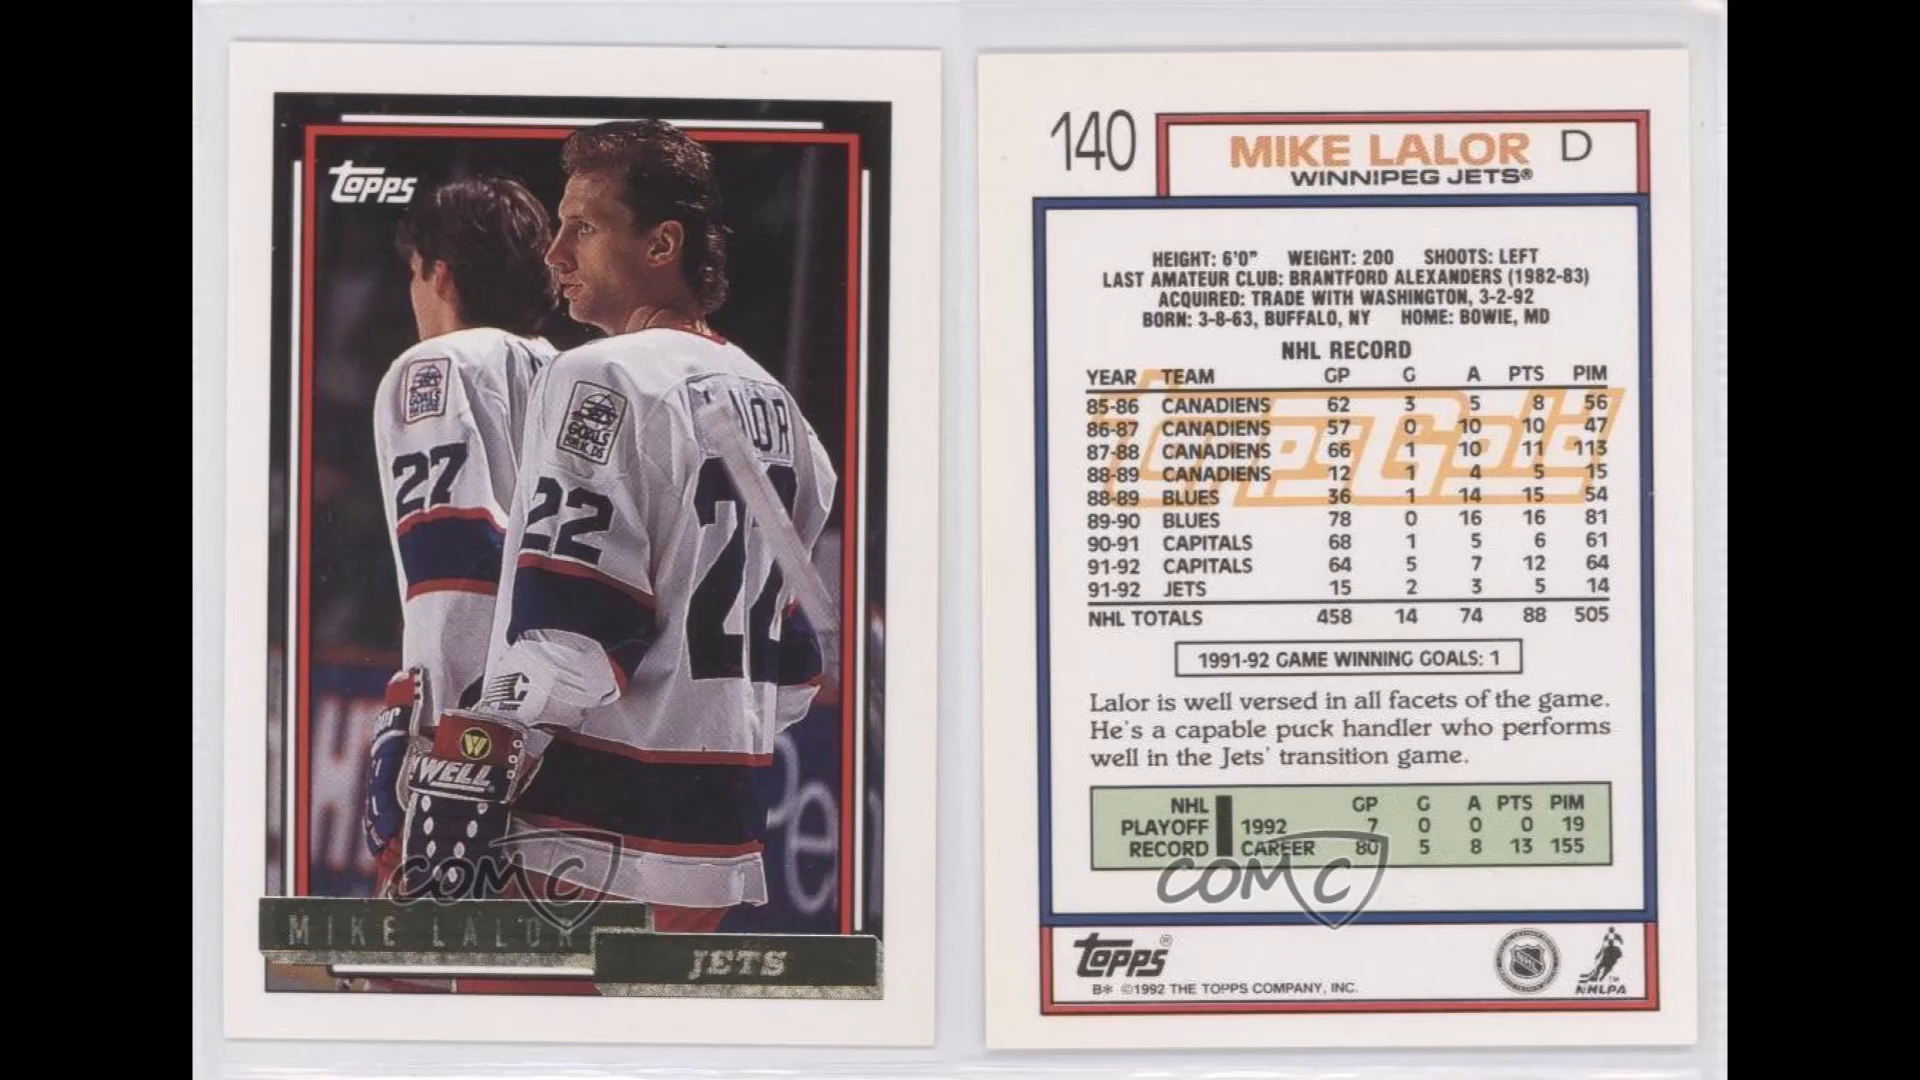 topps
GOALS
GOALS
27
22
22
WELL
MIKE LALOR
JETS
COMC
140
MIKE LALOR D
WINNIPEG JETS®
HEIGHT: 6'0" WEIGHT: 200 SHOOTS: LEFT
LAST AMATEUR CLUB: BRANTFORD ALEXANDERS (1982-83)
ACQUIRED: TRADE WITH WASHINGTON, 3-2-92
BORN: 3-8-63, BUFFALO, NY HOME: BOWIE, MD
NHL RECORD
YEAR TEAM GP G A PTS PIM
85-86 CANADIENS 62 3 5 8 56
86-87 CANADIENS 57 0 10 10 47
87-88 CANADIENS 66 1 10 11 113
88-89 CANADIENS 12 1 4 5 15
88-89 BLUES 36 1 14 15 54
89-90 BLUES 78 0 16 16 81
90-91 CAPITALS 68 1 5 6 61
91-92 CAPITALS 64 5 7 12 64
91-92 JETS 15 2 3 5 14
NHL TOTALS 458 14 74 88 505
ToppsGold
1991-92 GAME WINNING GOALS: 1
Lalor is well versed in all facets of the game.
He's a capable puck handler who performs
well in the Jets' transition game.
NHL GP G A PTS PIM
PLAYOFF 1992 7 0 0 0 19
RECORD CAREER 80 5 8 13 155
COMC
topps®
B* ©1992 THE TOPPS COMPANY, INC.
NHL
NHLPA